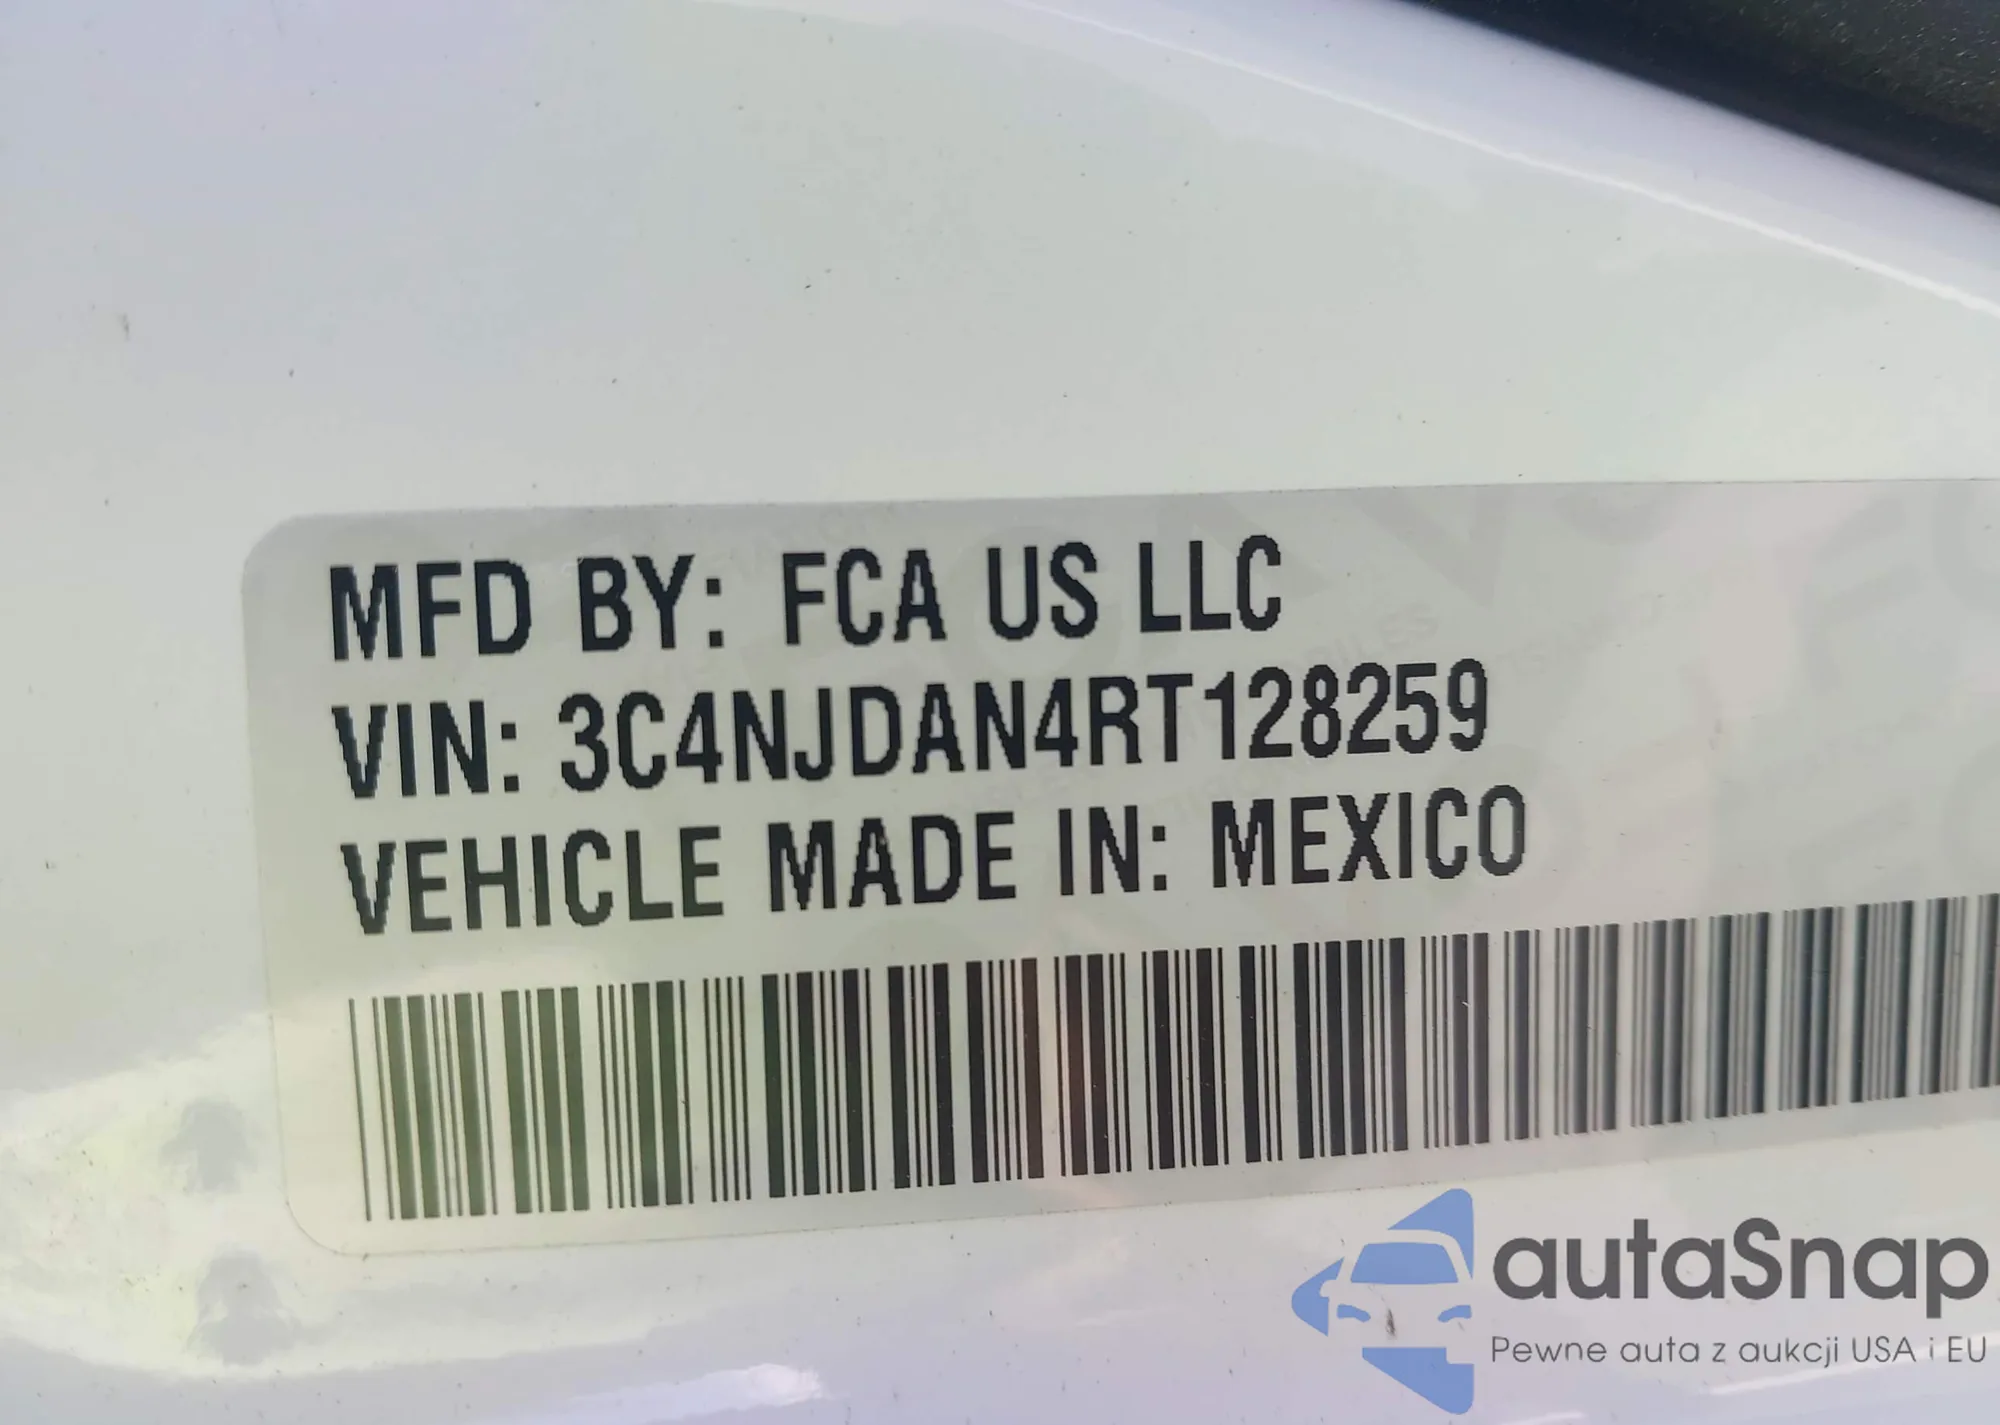 MFD BY: FCA US LLC
VIN: 3C4NJDAN4RT128259
VEHICLE MADE IN: MEXICO
autaSnap
Pewne auta z aukcji USA i EU